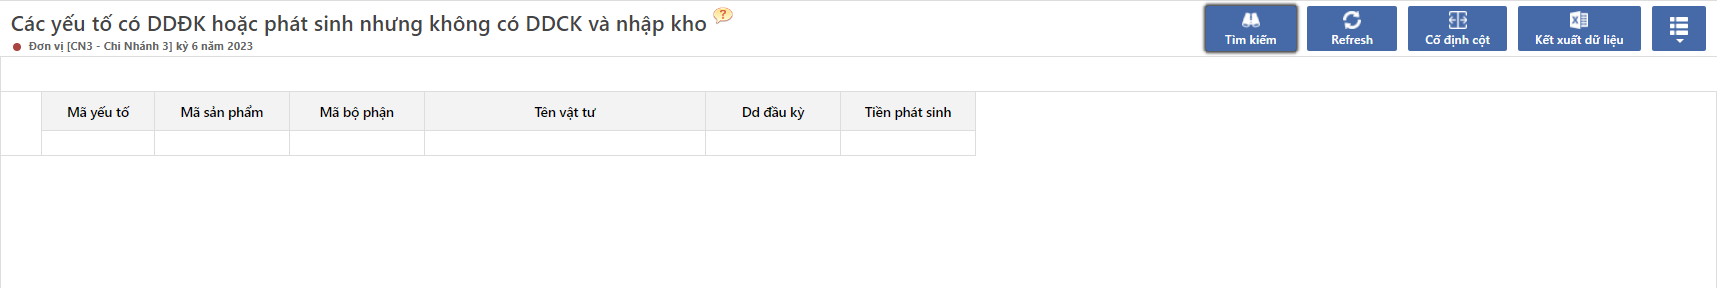 Các yếu tố có DDĐK hoặc phát sinh nhưng không có DDCK và nhập kho ?
Đơn vị [CN3 - Chi Nhánh 3] kỳ 6 năm 2023
Tìm kiếm
Refresh
Cố định cột
Kết xuất dữ liệu
Mã yếu tố
Mã sản phẩm
Mã bộ phận
Tên vật tư
Dd đầu kỳ
Tiền phát sinh